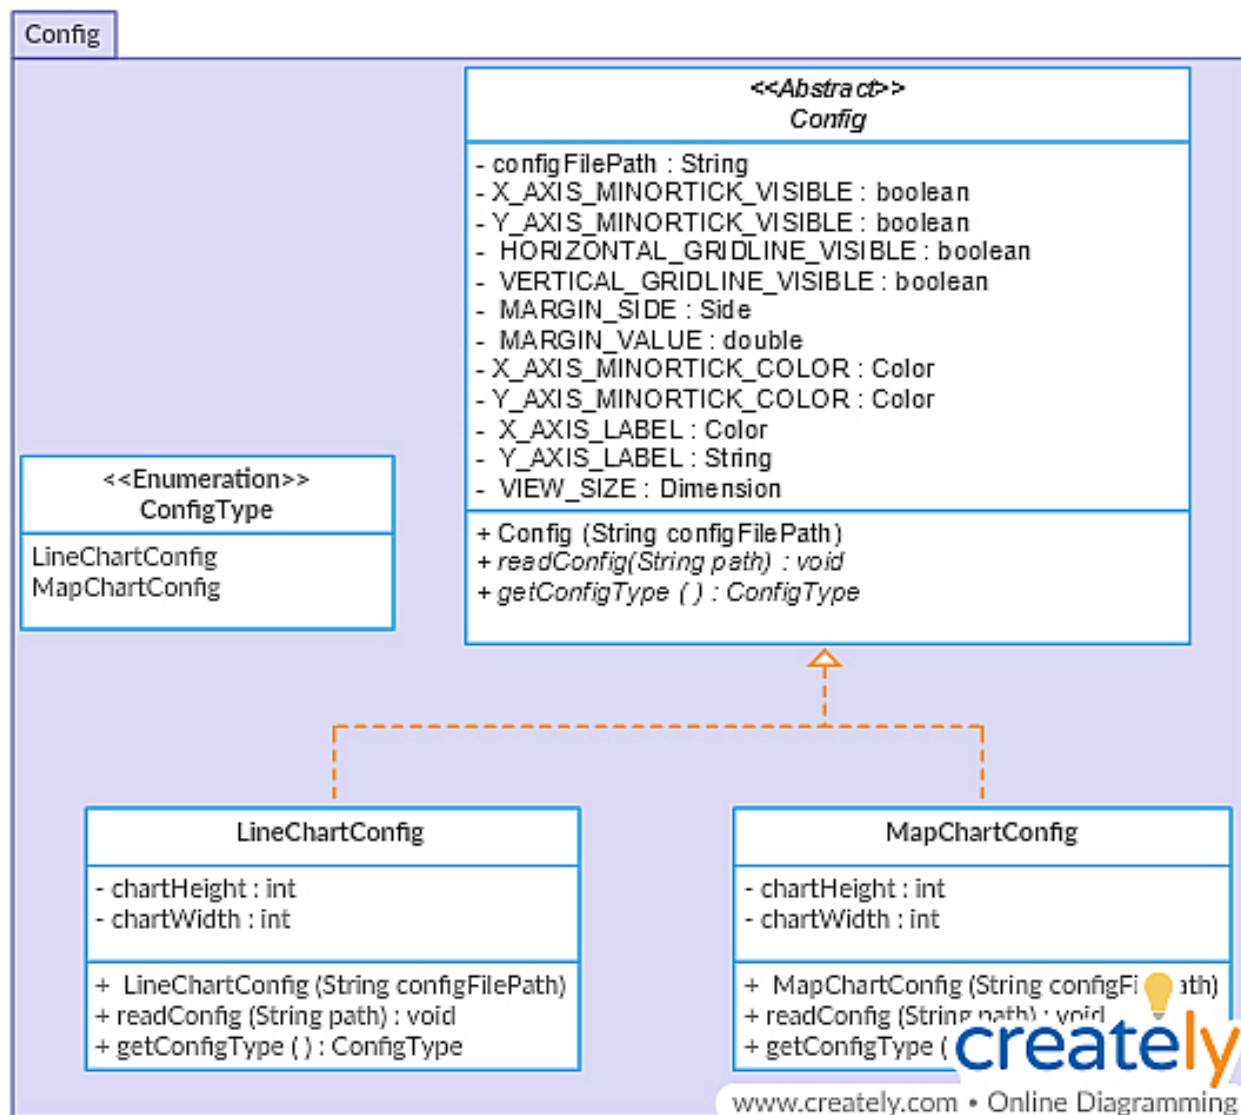 Config
<<Abstract>>
Config
- configFilePath : String
- X_AXIS_MINORTICK_VISIBLE : boolean
- Y_AXIS_MINORTICK_VISIBLE : boolean
- HORIZONTAL_GRIDLINE_VISIBLE : boolean
- VERTICAL_GRIDLINE_VISIBLE : boolean
- MARGIN_SIDE : Side
- MARGIN_VALUE : double
- X_AXIS_MINORTICK_COLOR : Color
- Y_AXIS_MINORTICK_COLOR : Color
- X_AXIS_LABEL : Color
- Y_AXIS_LABEL : String
- VIEW_SIZE : Dimension
+ Config (String configFilePath)
+ readConfig(String path) : void
+ getConfigType ( ) : ConfigType
<<Enumeration>>
ConfigType
LineChartConfig
MapChartConfig
LineChartConfig
- chartHeight : int
- chartWidth : int
+ LineChartConfig (String configFilePath)
+ readConfig (String path) : void
+ getConfigType ( ) : ConfigType
MapChartConfig
- chartHeight : int
- chartWidth : int
+ MapChartConfig (String
+ readConfig (String path) : void
+ getConfigType (
creately
www.creately.com • Online Diagramming